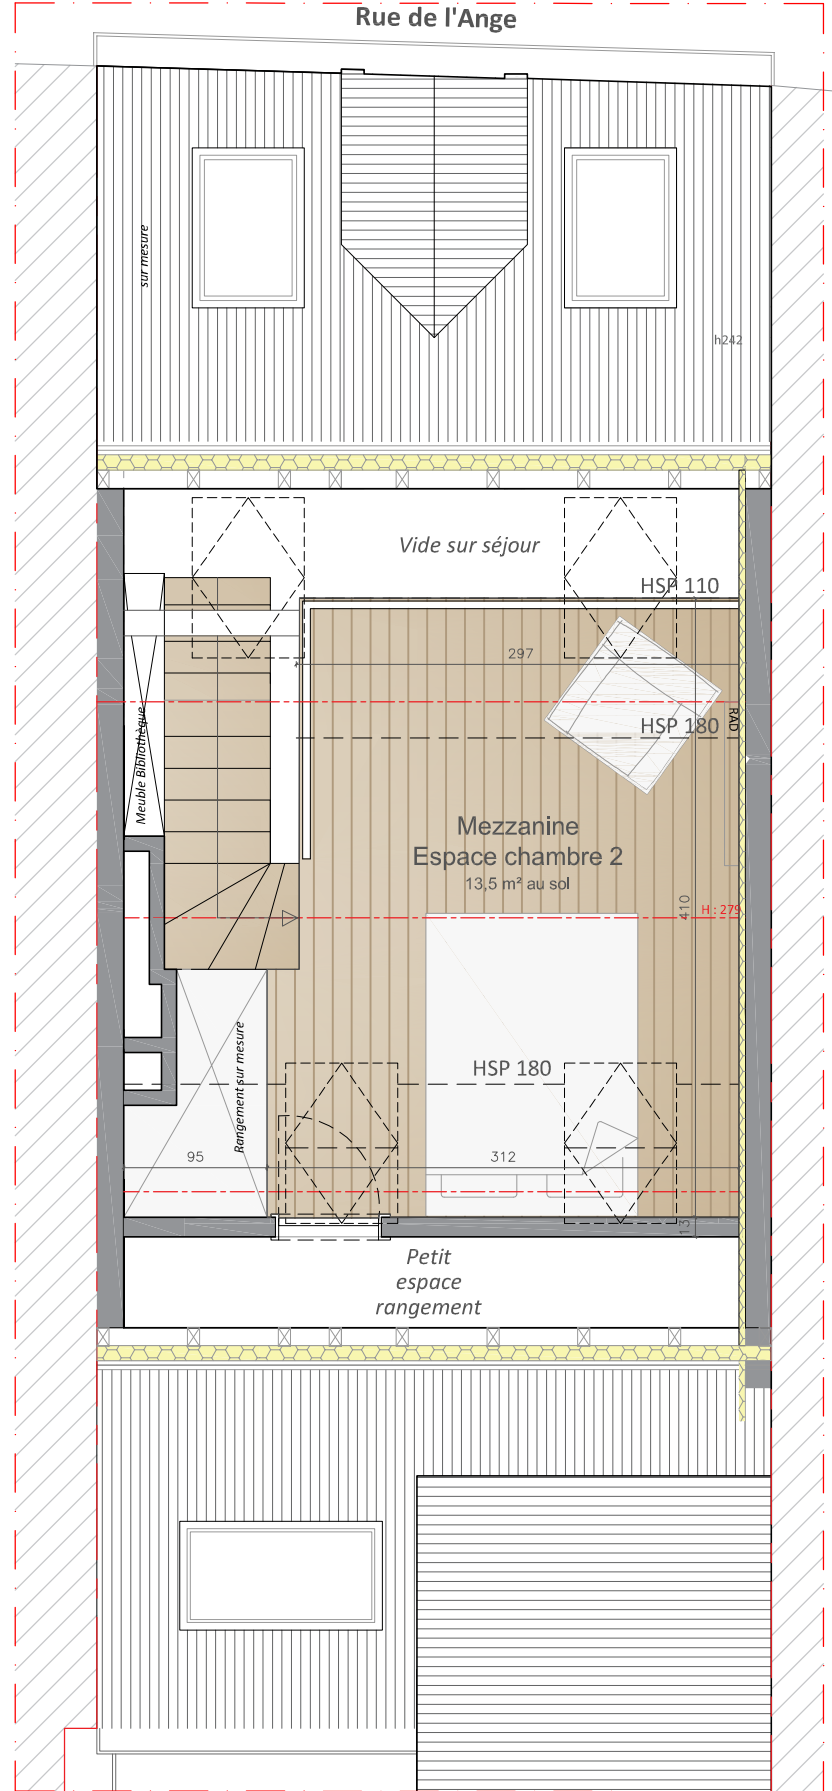 Rue de l'Ange
sur mesure
h242
Vide sur séjour
HSP 110
297
RAD
HSP 180
Meuble Bibliothèque
Mezzanine
Espace chambre 2
13,5 m² au sol
410
H : 279
Rangement sur mesure
HSP 180
95
312
13
Petit
espace
rangement